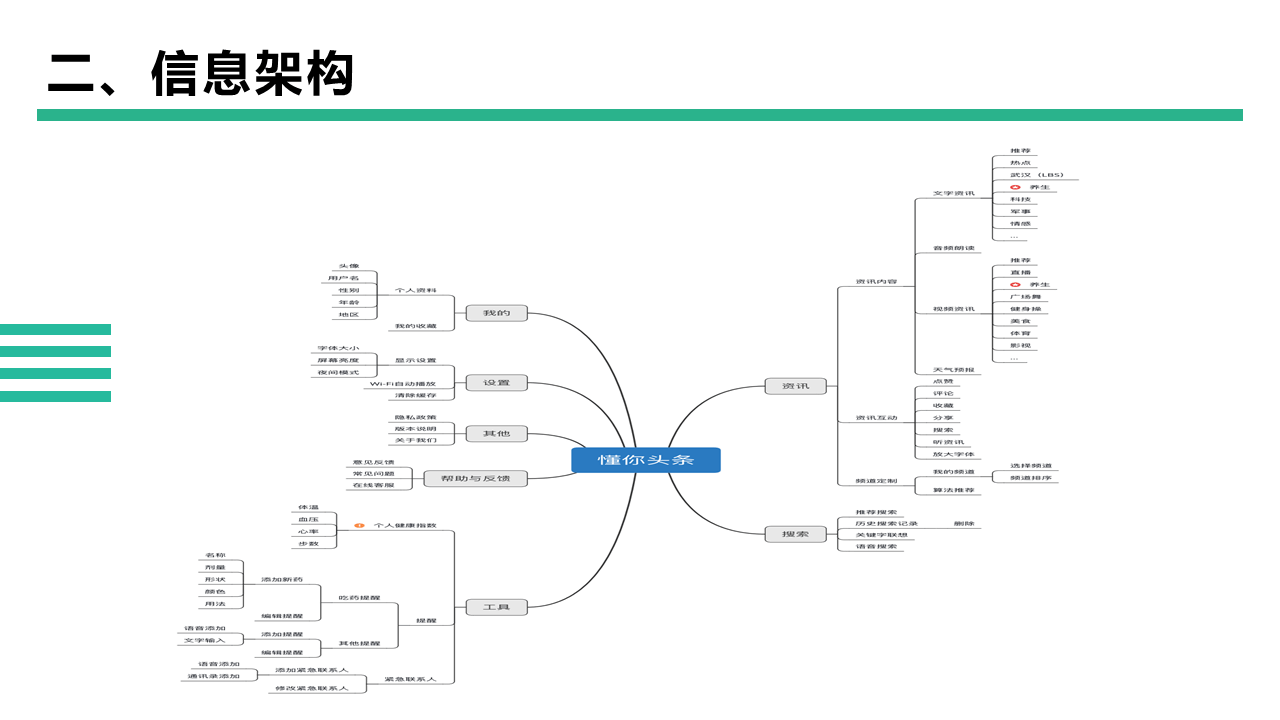 二、信息架构
推荐
热点
武汉（LBS）
养生
科技
军事
情感
...
文字资讯
音频朗读
推荐
直播
养生
广场舞
健身操
美食
体育
影视
...
视频资讯
天气预报
资讯内容
点赞
评论
收藏
分享
搜索
听资讯
放大字体
资讯互动
选择频道
频道排序
我的频道
算法推荐
频道定制
资讯
推荐搜索
历史搜索记录 删除
关键字联想
语音搜索
搜索
懂你头条
头像
用户名
性别
年龄
地区
个人资料
我的收藏
我的
字体大小
屏幕亮度
夜间模式
显示设置
Wi-Fi自动播放
清除缓存
设置
隐私政策
版本说明
关于我们
其他
意见反馈
常见问题
在线客服
帮助与反馈
体温
血压
心率
步数
个人健康指数
名称
剂量
形状
颜色
用法
添加新药
编辑提醒
吃药提醒
语音添加
文字输入
添加提醒
编辑提醒
其他提醒
提醒
语音添加
通讯录添加
添加紧急联系人
修改紧急联系人
紧急联系人
工具